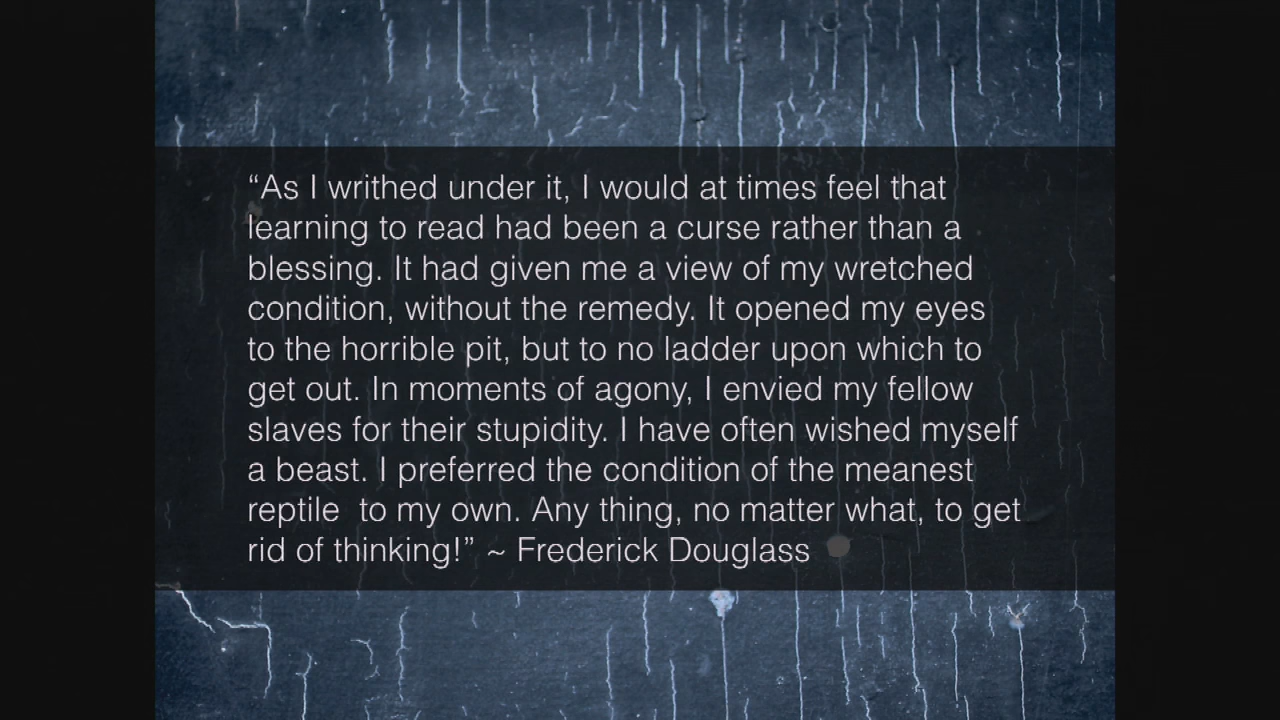 “As I writhed under it, I would at times feel that
learning to read had been a curse rather than a
blessing. It had given me a view of my wretched
condition, without the remedy. It opened my eyes
to the horrible pit, but to no ladder upon which to
get out. In moments of agony, I envied my fellow
slaves for their stupidity. I have often wished myself
a beast. I preferred the condition of the meanest
reptile  to my own. Any thing, no matter what, to get
rid of thinking!” ~ Frederick Douglass